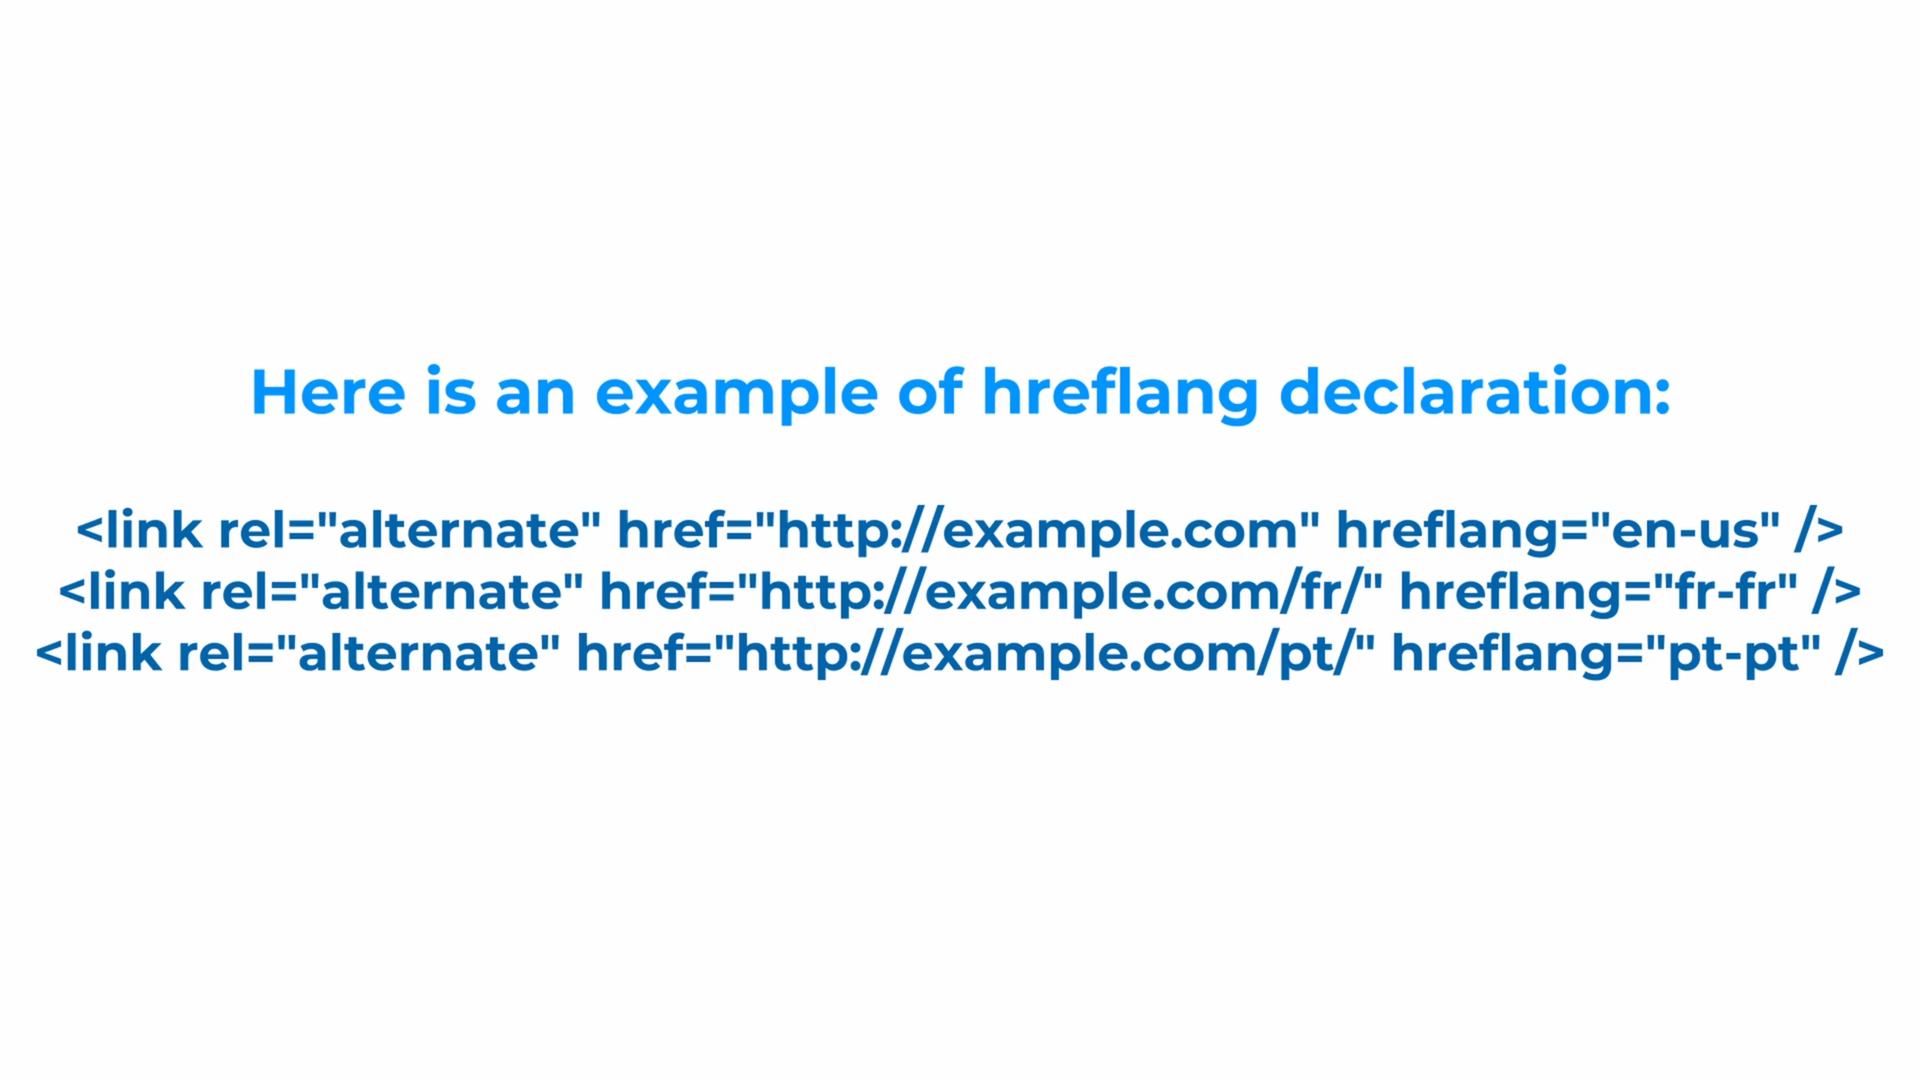 Here is an example of hreflang declaration:
<link rel="alternate" href="http://example.com" hreflang="en-us" />
<link rel="alternate" href="http://example.com/fr/" hreflang="fr-fr" />
<link rel="alternate" href="http://example.com/pt/" hreflang="pt-pt" />